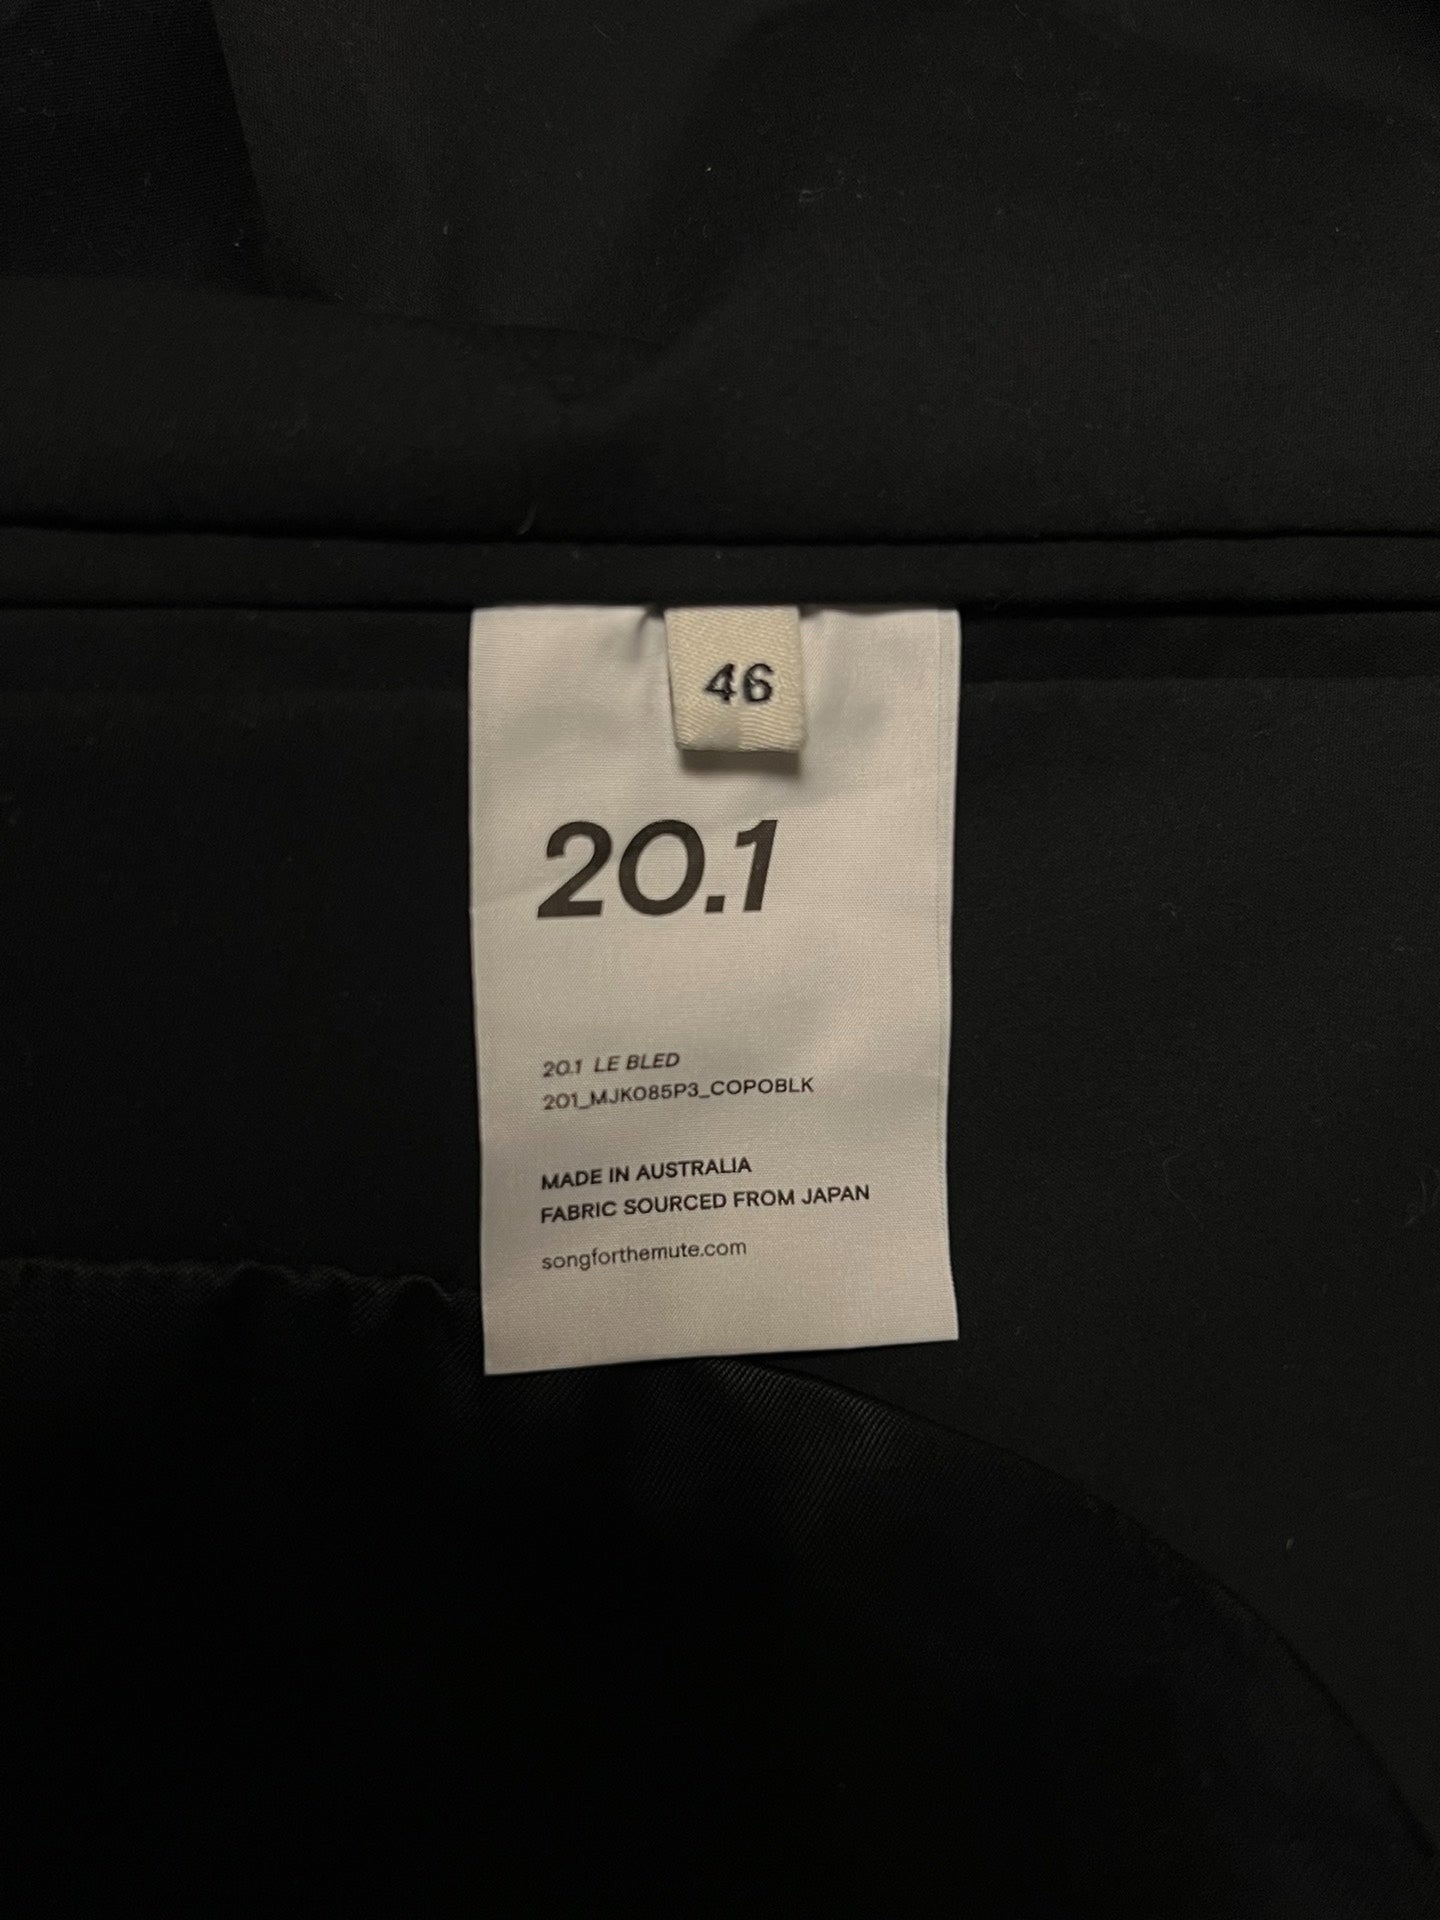 46
20.1
20.1 LE BLED
201_MJK085P3_COPOBLK
MADE IN AUSTRALIA
FABRIC SOURCED FROM JAPAN
songforthemute.com